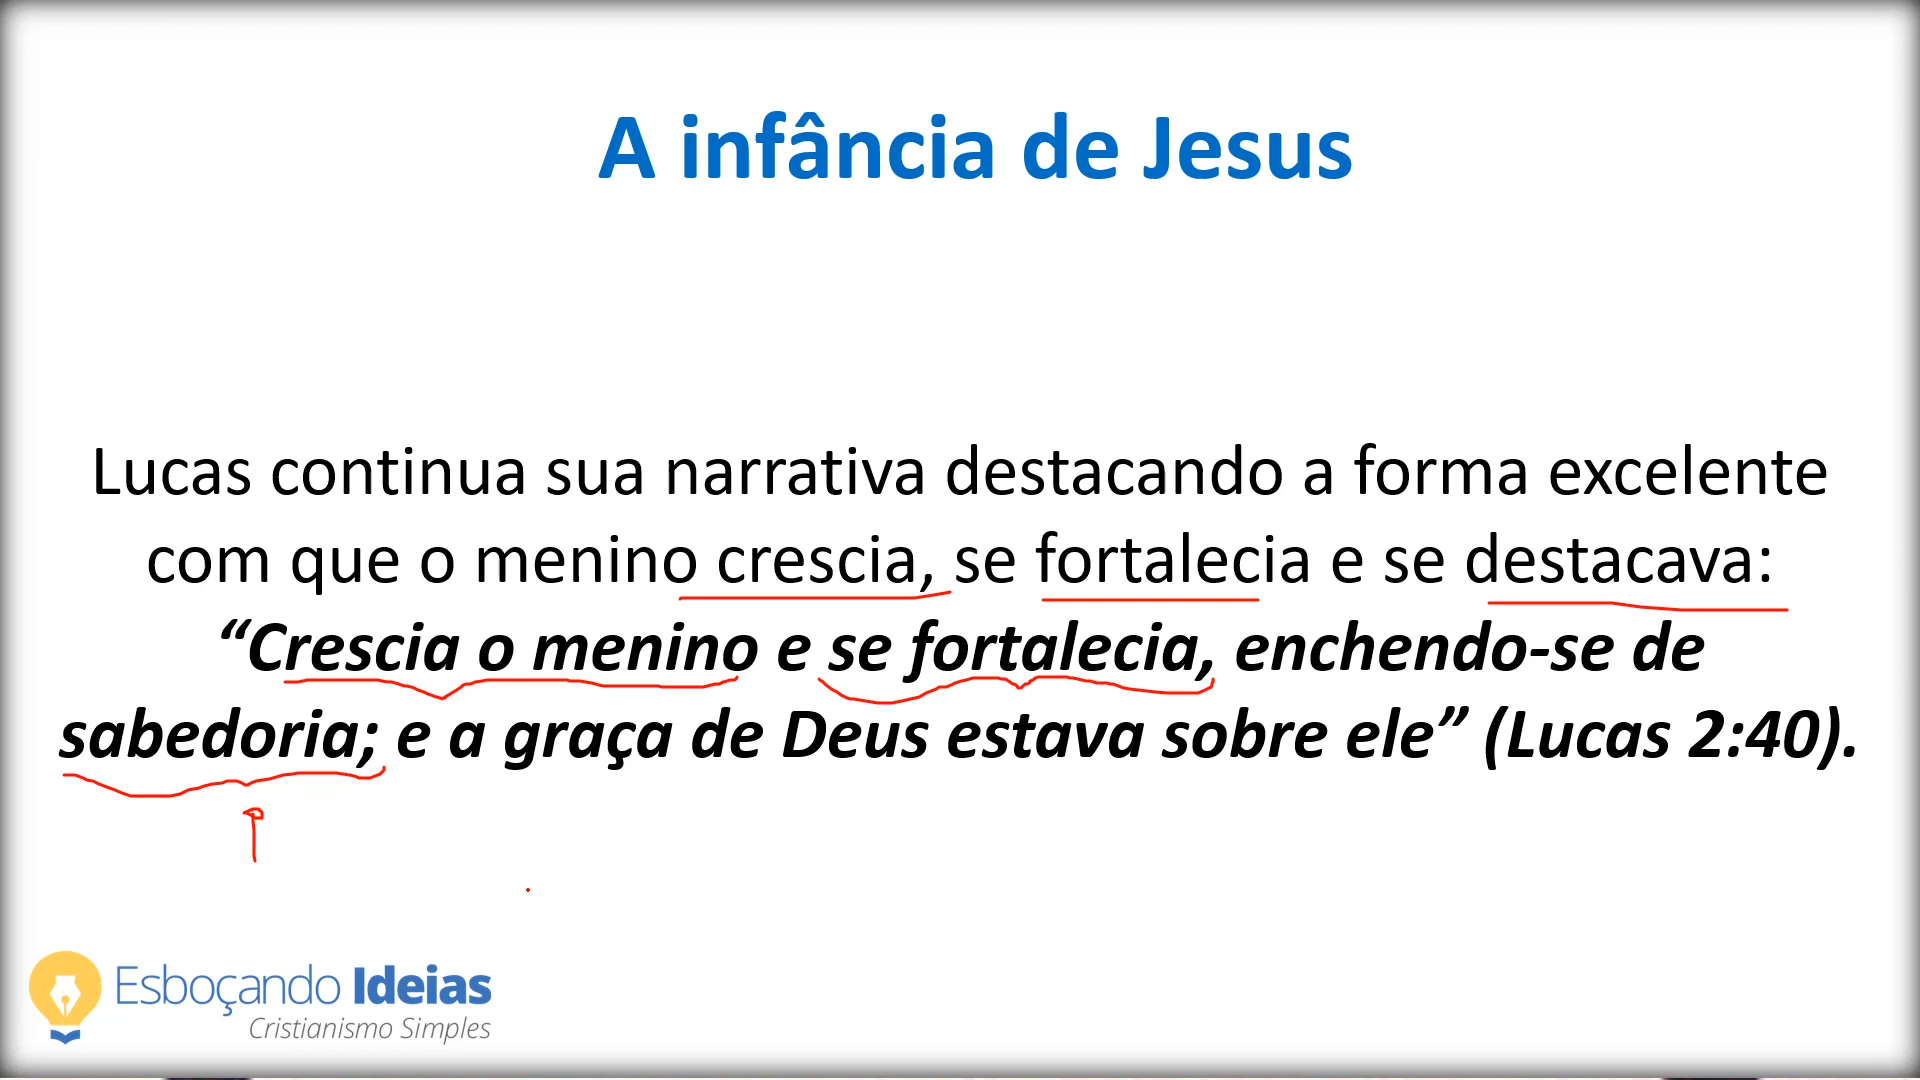 A infância de Jesus
Lucas continua sua narrativa destacando a forma excelente
com que o menino crescia, se fortalecia e se destacava:
“Crescia o menino e se fortalecia, enchendo-se de
sabedoria; e a graça de Deus estava sobre ele” (Lucas 2:40).
Esboçando Ideias
Cristianismo Simples